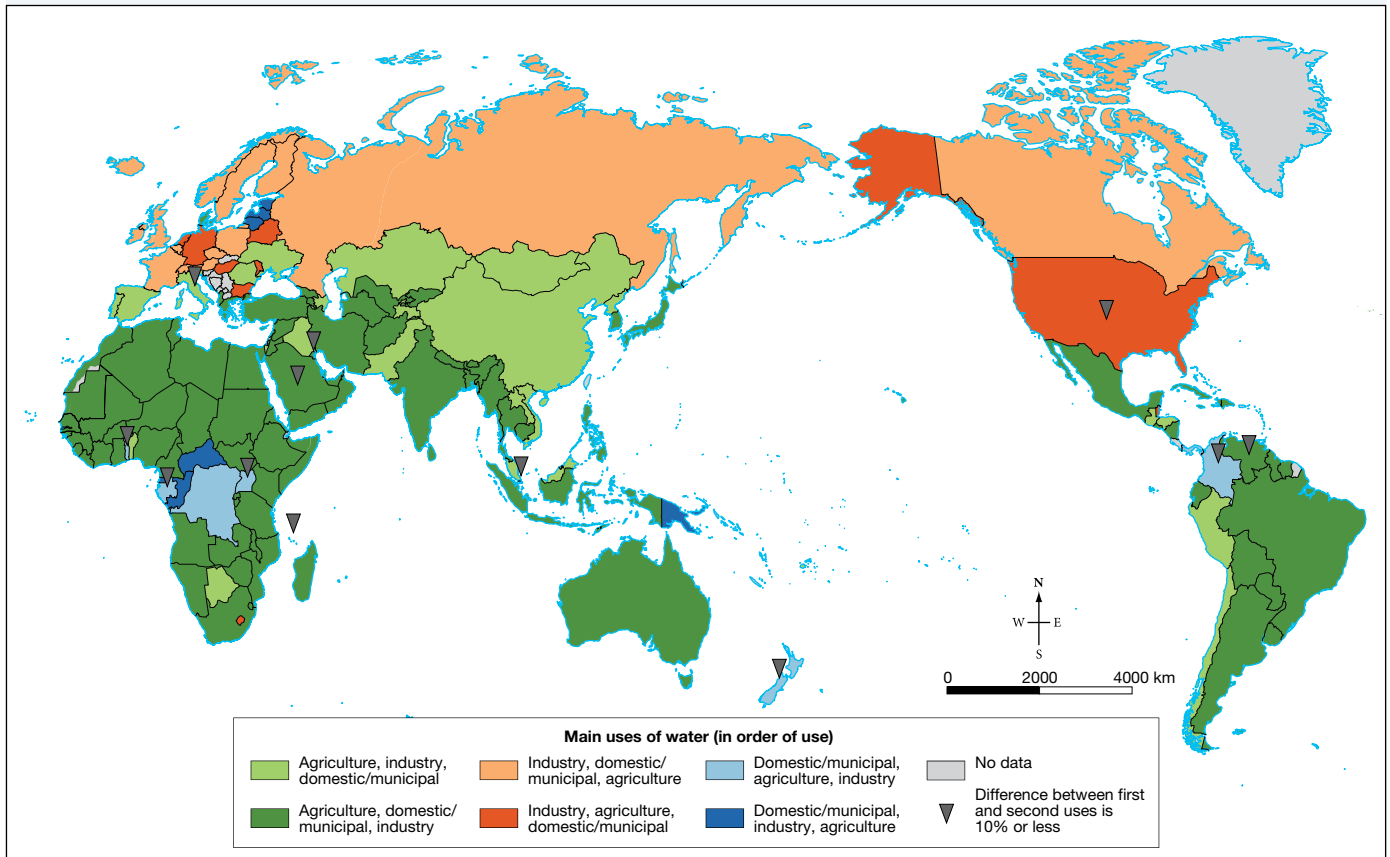 N
W E
S
0 2000 4000 km
Main uses of water (in order of use)
Agriculture, industry,
domestic/municipal
Industry, domestic/
municipal, agriculture
Domestic/municipal,
agriculture, industry
No data
Agriculture, domestic/
municipal, industry
Industry, agriculture,
domestic/municipal
Domestic/municipal,
industry, agriculture
Difference between first
and second uses is
10% or less